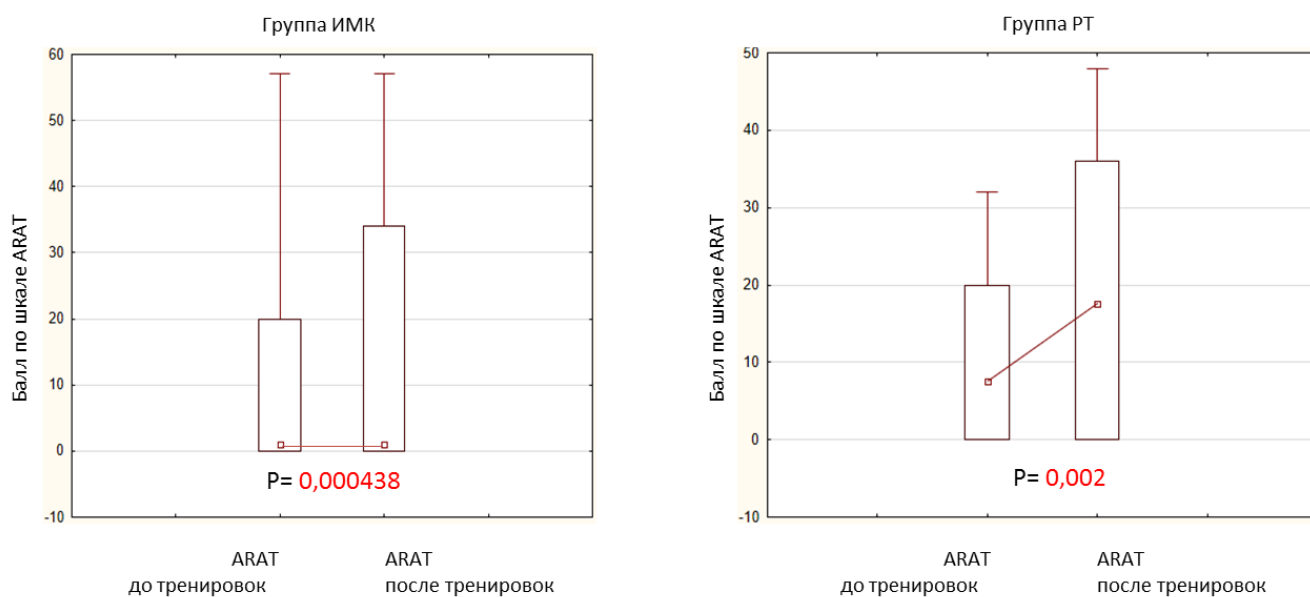 Группа ИМК
60
50
40
30
20
10
0
-10
Балл по шкале ARAT
P= 0,000438
ARAT
до тренировок
ARAT
после тренировок
Группа РТ
50
40
30
20
10
0
-10
Балл по шкале ARAT
P= 0,002
ARAT
до тренировок
ARAT
после тренировок